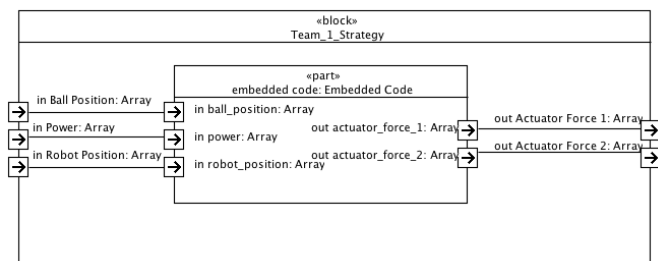 «block»
Team_1_Strategy
«part»
embedded code: Embedded Code
in Ball Position: Array
in ball_position: Array
out Actuator Force 1: Array
in Power: Array
out actuator_force_1: Array
in power: Array
out Actuator Force 2: Array
in Robot Position: Array
out actuator_force_2: Array
in robot_position: Array